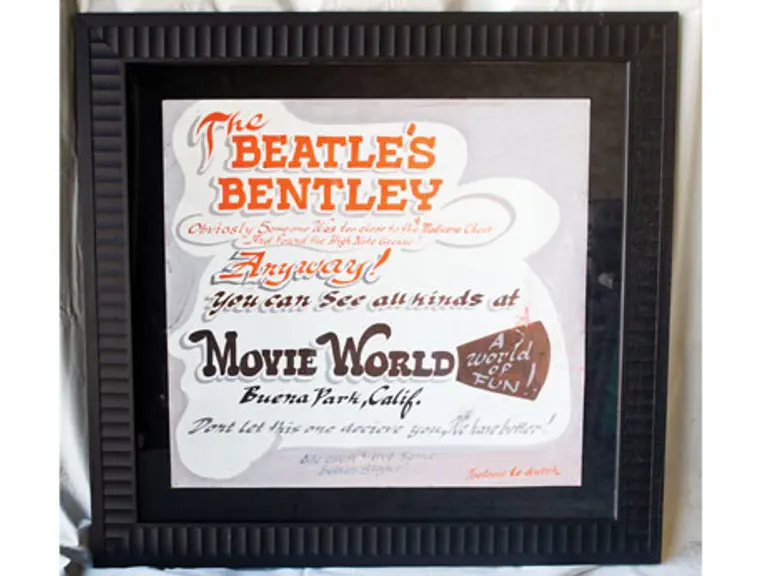 The
BEATLE'S
BENTLEY
Obviosly Someone Was too close to the Medicine Chest
And Found the High Note Grease!
Anyway!
you can see all kinds at
MOVIE WORLD
A
World
OF
FUN!!
Buena Park, Calif.
Dont let this one decieve you, We have better!
better